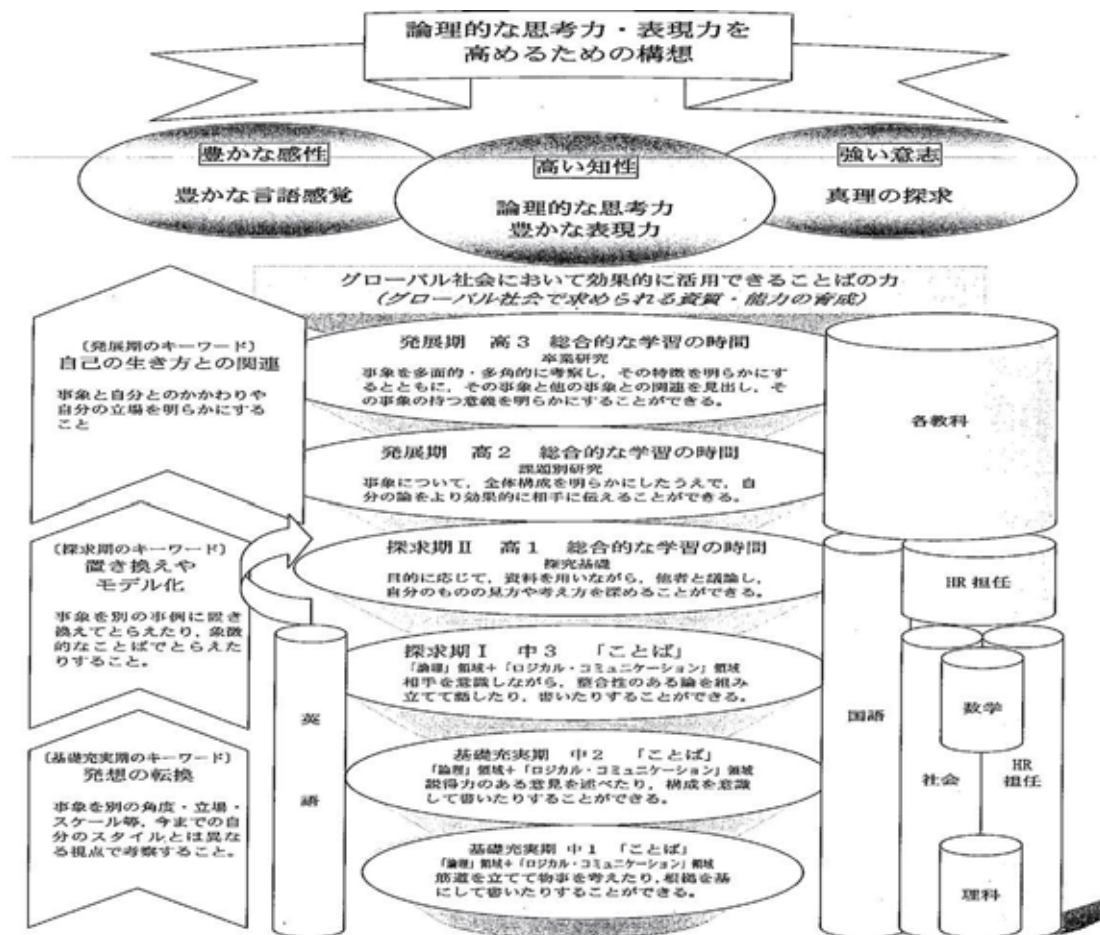 論理的な思考力・表現力を
高めるための構想
豊かな感性
豊かな言語感覚
高い知性
論理的な思考力
豊かな表現力
強い意志
真理の探求
グローバル社会において効果的に活用できることばの力
(グローバル社会で求められる資質・能力の育成)
〔発展期のキーワード〕
自己の生き方との関連
事象と自分とのかかわりや
自分の立場を明らかにする
こと
発展期 高3 総合的な学習の時間
卒業研究
事象を多面的・多角的に考察し,その特徴を明らかにす
るとともに,その事象と他の事象との関連を見出し,そ
の事象の持つ意義を明らかにすることができる。
発展期 高2 総合的な学習の時間
課題別研究
事象について,全体構成を明らかにしたうえで,自
分の論をより効果的に相手に伝えることができる。
各教科
〔探求期のキーワード〕
置き換えや
モデル化
事象を別の事例に置き
換えてとらえたり,象徴
的なことばでとらえた
りすること。
探求期Ⅱ 高1 総合的な学習の時間
探究基礎
目的に応じて,資料を用いながら,他者と議論し,
自分のものの見方や考え方を深めることができる。
HR担任
探求期Ⅰ 中3 「ことば」
「論理」領域+「ロジカル・コミュニケーション」領域
相手を意識しながら,整合性のある論を組み
立てて話したり,書いたりすることができる。
英
語
国語
社会
数学
HR
担任
理科
〔基礎充実期のキーワード〕
発想の転換
事象を別の角度・立場・
スケール等,今までの自
分のスタイルとは異な
る視点で考察すること。
基礎充実期 中2 「ことば」
「論理」領域+「ロジカル・コミュニケーション」領域
説得力のある意見を述べたり,構成を意識
して書いたりすることができる。
基礎充実期 中1 「ことば」
「論理」領域+「ロジカル・コミュニケーション」領域
筋道を立てて物事を考えたり,根拠を基
にして書いたりすることができる。